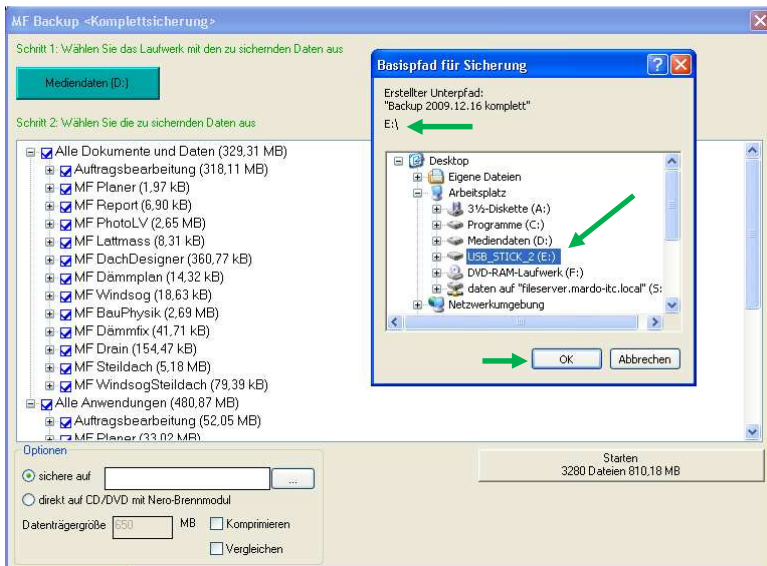 MF Backup <Komplettsicherung>
Schritt 1: Wählen Sie das Laufwerk mit den zu sichernden Daten aus
Mediendaten (D:)
Schritt 2: Wählen Sie die zu sichernden Daten aus
Alle Dokumente und Daten (329,31 MB)
Auftragsbearbeitung (318,11 MB)
MF Planer (1,97 kB)
MF Report (6,90 kB)
MF PhotoLV (2,65 MB)
MF Lattmass (8,31 kB)
MF DachDesigner (360,77 kB)
MF Dämmplan (14,32 kB)
MF Windsog (18,63 kB)
MF BauPhysik (2,69 MB)
MF Dämmfix (41,71 kB)
MF Drain (154,47 kB)
MF Steildach (5,18 MB)
MF WindsogSteildach (79,39 kB)
Alle Anwendungen (480,87 MB)
Auftragsbearbeitung (52,05 MB)
MF Planer (33,02 MB)
Basispfad für Sicherung
Erstellter Unterpfad:
"Backup 2009.12.16 komplett"
E:\
Desktop
Eigene Dateien
Arbeitsplatz
3½-Diskette (A:)
Programme (C:)
Mediendaten (D:)
USB_STICK_2 (E:)
DVD-RAM-Laufwerk (F:)
daten auf "fileserver.mardo-itc.local" (S:
Netzwerkumgebung
OK
Abbrechen
Optionen
sichere auf
...
direkt auf CD/DVD mit Nero-Brennmodul
Datenträgergröße 650 MB
Komprimieren
Vergleichen
Starten
3280 Dateien 810,18 MB